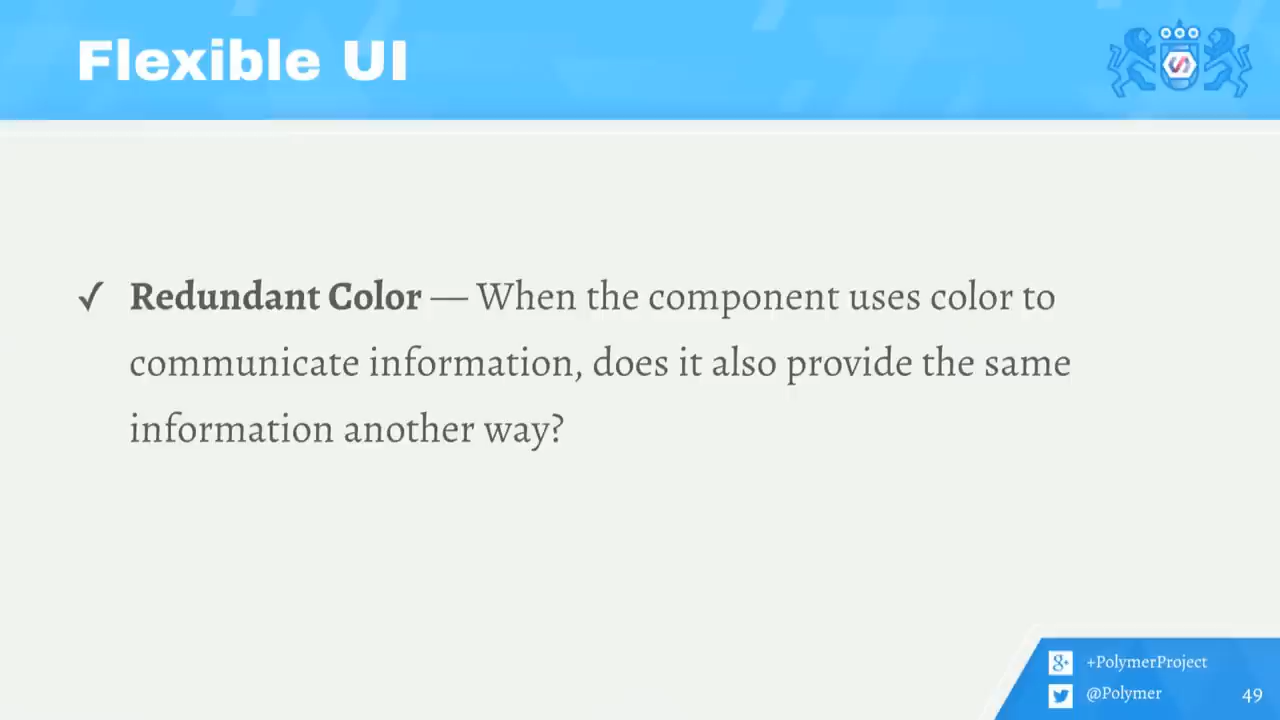 Flexible UI
✓ Redundant Color — When the component uses color to
communicate information, does it also provide the same
information another way?
+PolymerProject
@Polymer
49